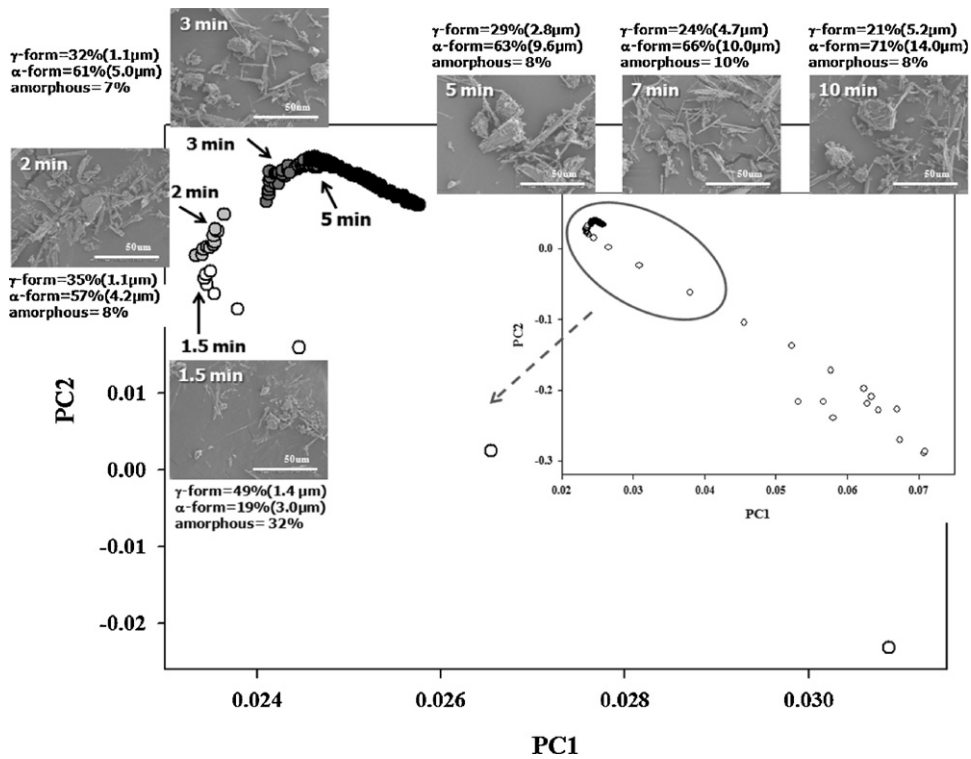 3 min
50um
γ-form=32%(1.1µm)
α-form=61%(5.0µm)
amorphous= 7%
γ-form=29%(2.8µm)
α-form=63%(9.6µm)
amorphous= 8%
5 min
50um
γ-form=24%(4.7µm)
α-form=66%(10.0µm)
amorphous= 10%
7 min
50um
γ-form=21%(5.2µm)
α-form=71%(14.0µm)
amorphous= 8%
10 min
50um
2 min
50um
γ-form=35%(1.1µm)
α-form=57%(4.2µm)
amorphous= 8%
3 min
2 min
5 min
1.5 min
1.5 min
50um
γ-form=49%(1.4 µm)
α-form=19%(3.0µm)
amorphous= 32%
0.0
-0.1
-0.2
-0.3
PC2
0.02 0.03 0.04 0.05 0.06 0.07
PC1
0.01
0.00
-0.01
-0.02
PC2
0.024 0.026 0.028 0.030
PC1